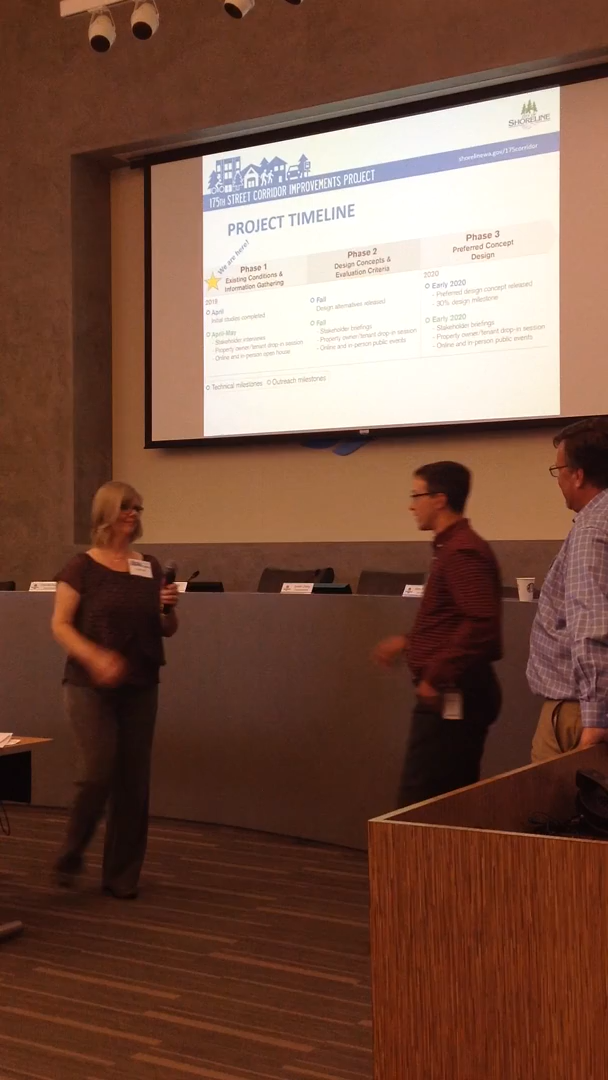 SHORELINE
shorelinewa.gov/175corridor
175TH STREET CORRIDOR IMPROVEMENTS PROJECT
PROJECT TIMELINE
We are here!
Phase 1
Existing Conditions &
Information Gathering
2019
April
Initial studies completed
April-May
- Stakeholder interviews
- Property owner/tenant drop-in session
- Online and in-person open house
Phase 2
Design Concepts &
Evaluation Criteria
Fall
Design alternatives released
Fall
- Stakeholder briefings
- Property owner/tenant drop in session
- Online and in-person public events
Phase 3
Preferred Concept
Design
2020
Early 2020
- Preferred design concept released
- 30% design milestone
Early 2020
- Stakeholder briefings
- Property owner/tenant drop in session
- Online and in-person public events
Technical milestones
Outreach milestones